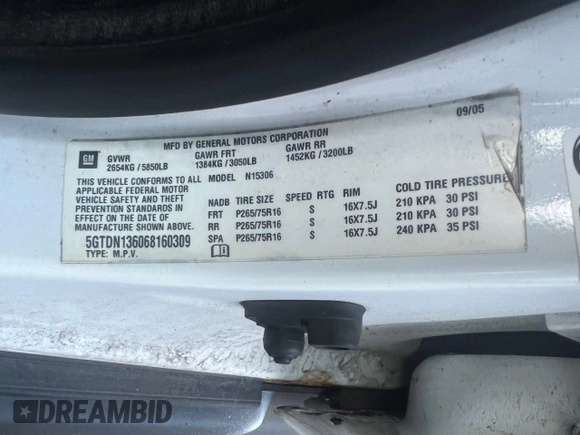 09/05
MFD BY GENERAL MOTORS CORPORATION
GM GVWR GAWR FRT GAWR RR
2654KG / 5850LB 1384KG / 3050LB 1452KG / 3200LB
THIS VEHICLE CONFORMS TO ALL
APPLICABLE FEDERAL MOTOR
VEHICLE SAFETY AND THEFT
PREVENTION STANDARDS IN
EFFECT ON THE DATE OF
MANUFACTURE SHOWN ABOVE.
5GTDN136068160309
TYPE: M.P.V.
MODEL: N15306
NADB TIRE SIZE SPEED RTG RIM COLD TIRE PRESSURE
FRT P265/75R16 S 16X7.5J 210 KPA 30 PSI
RR P265/75R16 S 16X7.5J 210 KPA 30 PSI
SPA P265/75R16 S 16X7.5J 240 KPA 35 PSI
DREAMBID